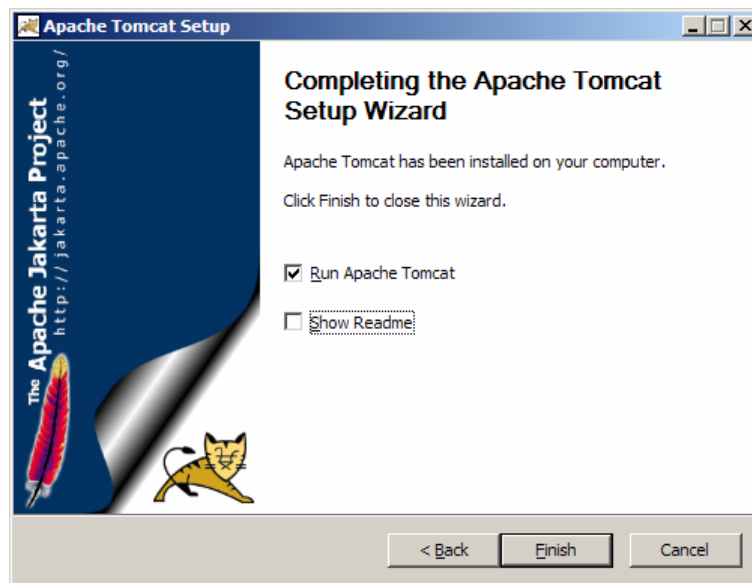 Apache Tomcat Setup
The Apache Jakarta Project
http://jakarta.apache.org/
Completing the Apache Tomcat
Setup Wizard
Apache Tomcat has been installed on your computer.
Click Finish to close this wizard.
Run Apache Tomcat
Show Readme
< Back
Finish
Cancel